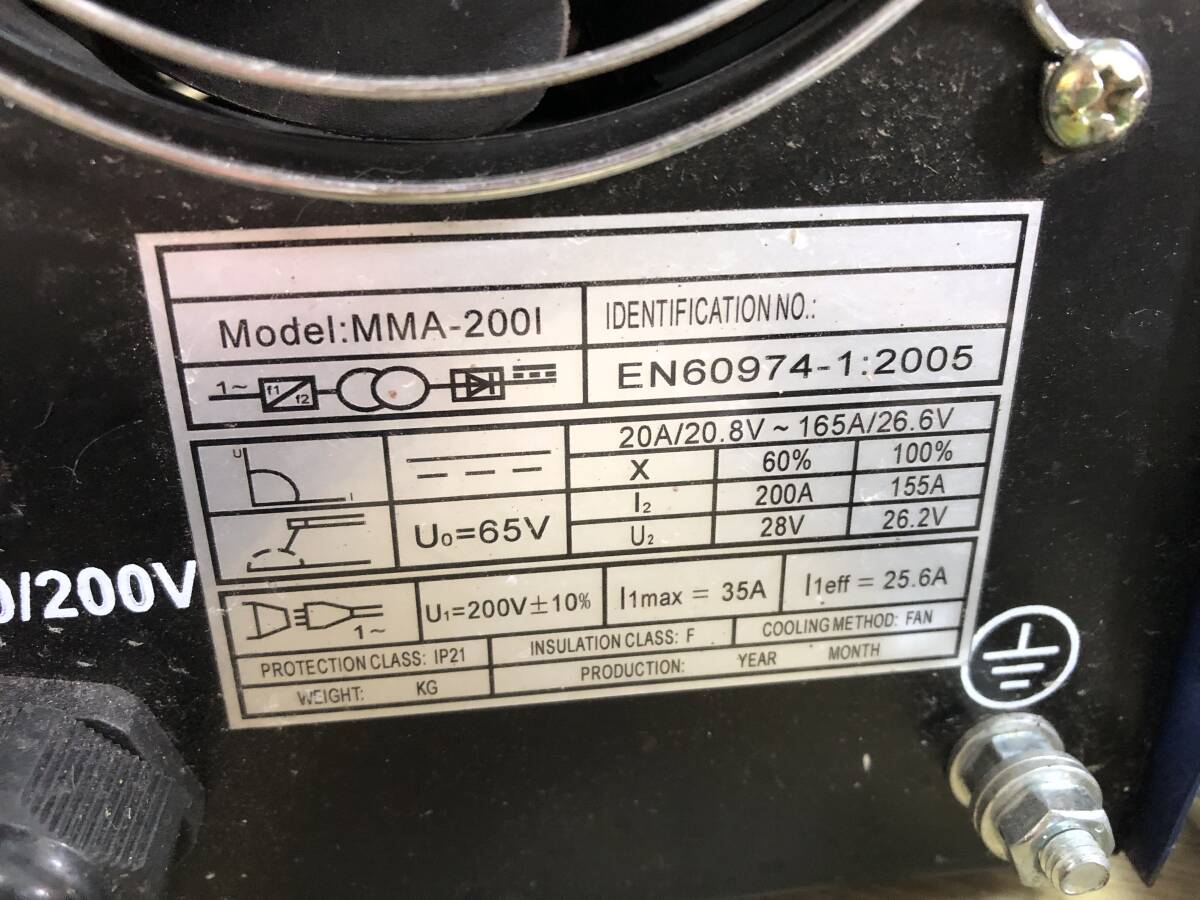 Model:MMA-200I
IDENTIFICATION NO.:
1~ f1 f2
EN60974-1:2005
U I
U₀=65V
20A/20.8V ~ 165A/26.6V
X 60% 100%
I₂ 200A 155A
U₂ 28V 26.2V
1~
U₁=200V±10%
I1max = 35A
I1eff = 25.6A
PROTECTION CLASS: IP21
INSULATION CLASS: F
COOLING METHOD: FAN
WEIGHT: KG
PRODUCTION: YEAR MONTH
/200V